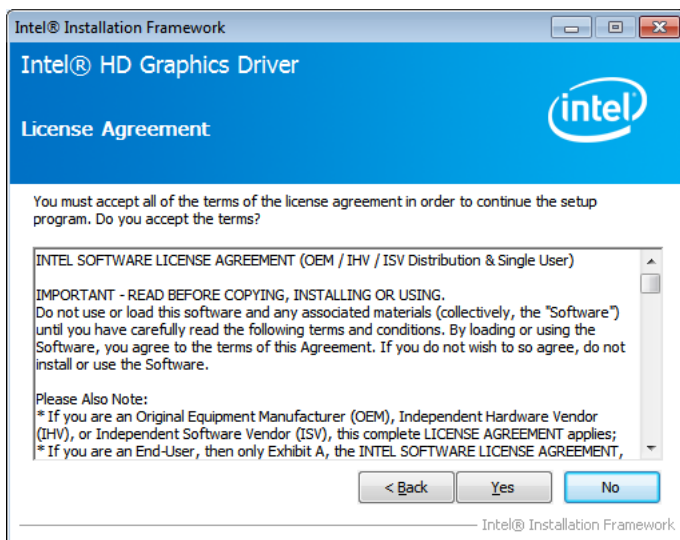 Intel® Installation Framework
Intel® HD Graphics Driver
intel
License Agreement
You must accept all of the terms of the license agreement in order to continue the setup
program. Do you accept the terms?
INTEL SOFTWARE LICENSE AGREEMENT (OEM / IHV / ISV Distribution & Single User)
IMPORTANT - READ BEFORE COPYING, INSTALLING OR USING.
Do not use or load this software and any associated materials (collectively, the "Software")
until you have carefully read the following terms and conditions. By loading or using the
Software, you agree to the terms of this Agreement. If you do not wish to so agree, do not
install or use the Software.
Please Also Note:
* If you are an Original Equipment Manufacturer (OEM), Independent Hardware Vendor
(IHV), or Independent Software Vendor (ISV), this complete LICENSE AGREEMENT applies;
* If you are an End-User, then only Exhibit A, the INTEL SOFTWARE LICENSE AGREEMENT,
< Back Yes No
Intel® Installation Framework